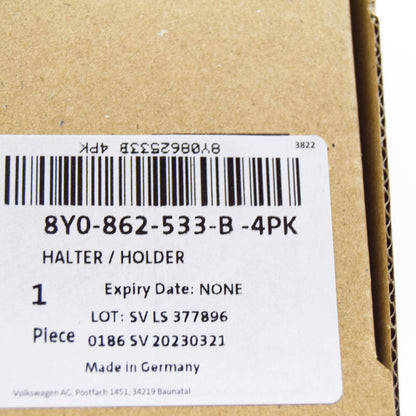 8Y0862533B 4PK
3822
8Y0-862-533-B -4PK
HALTER / HOLDER
1 Expiry Date: NONE
LOT: SV LS 377896
Piece 0186 SV 20230321
Made in Germany
Volkswagen AG, Postfach 1451, 34219 Baunatal